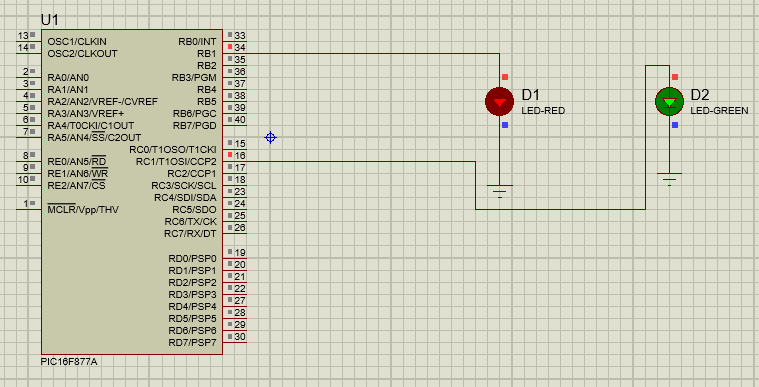 U1
13 OSC1/CLKIN RB0/INT 33
14 OSC2/CLKOUT RB1 34
RB2 35
2 RA0/AN0 RB3/PGM 36
3 RA1/AN1 RB4 37
4 RA2/AN2/VREF-/CVREF RB5 38
5 RA3/AN3/VREF+ RB6/PGC 39
6 RA4/T0CKI/C1OUT RB7/PGD 40
7 RA5/AN4/SS/C2OUT
RC0/T1OSO/T1CKI 15
8 RE0/AN5/RD RC1/T1OSI/CCP2 16
9 RE1/AN6/WR RC2/CCP1 17
10 RE2/AN7/CS RC3/SCK/SCL 18
RC4/SDI/SDA 23
1 MCLR/Vpp/THV RC5/SDO 24
RC6/TX/CK 25
RC7/RX/DT 26
RD0/PSP0 19
RD1/PSP1 20
RD2/PSP2 21
RD3/PSP3 22
RD4/PSP4 27
RD5/PSP5 28
RD6/PSP6 29
RD7/PSP7 30
PIC16F877A
D1
LED-RED
D2
LED-GREEN